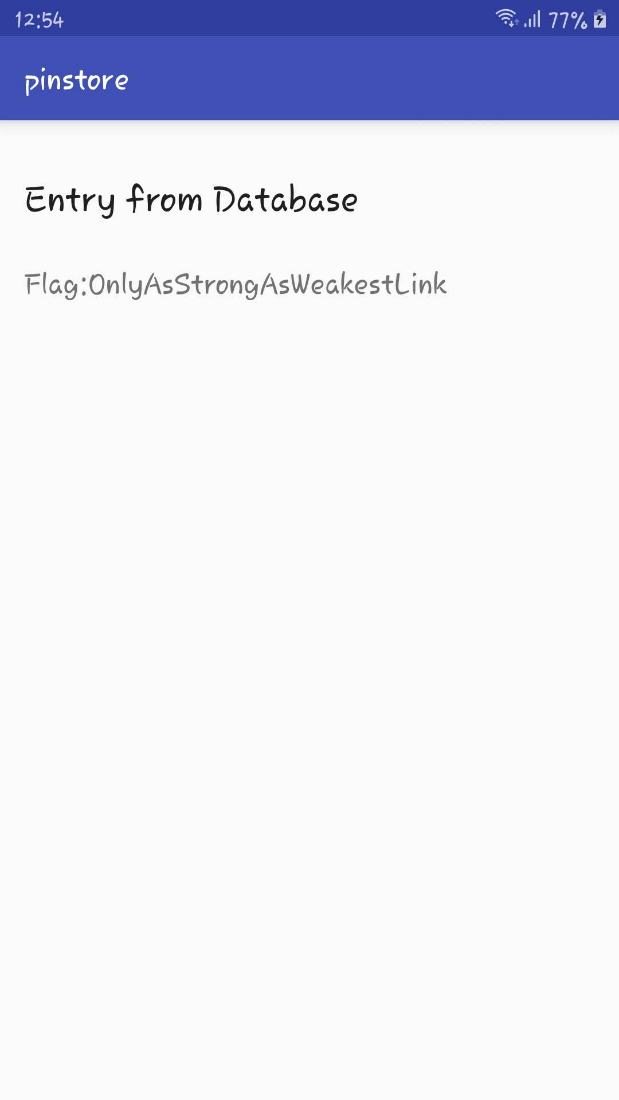 12:54 77%
pinstore
Entry from Database
Flag:OnlyAsStrongAsWeakestLink